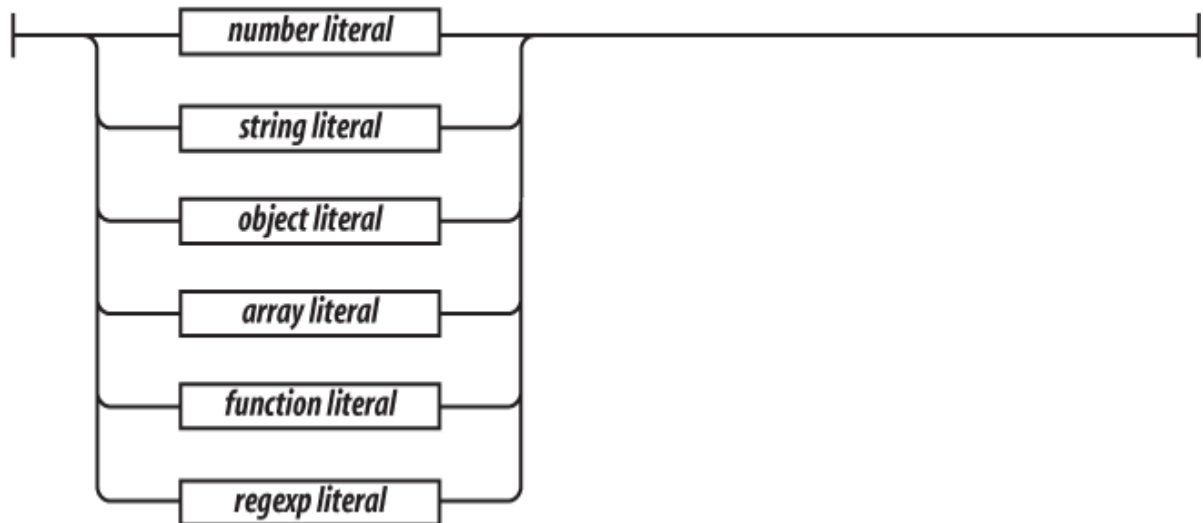 number literal
string literal
object literal
array literal
function literal
regexp literal